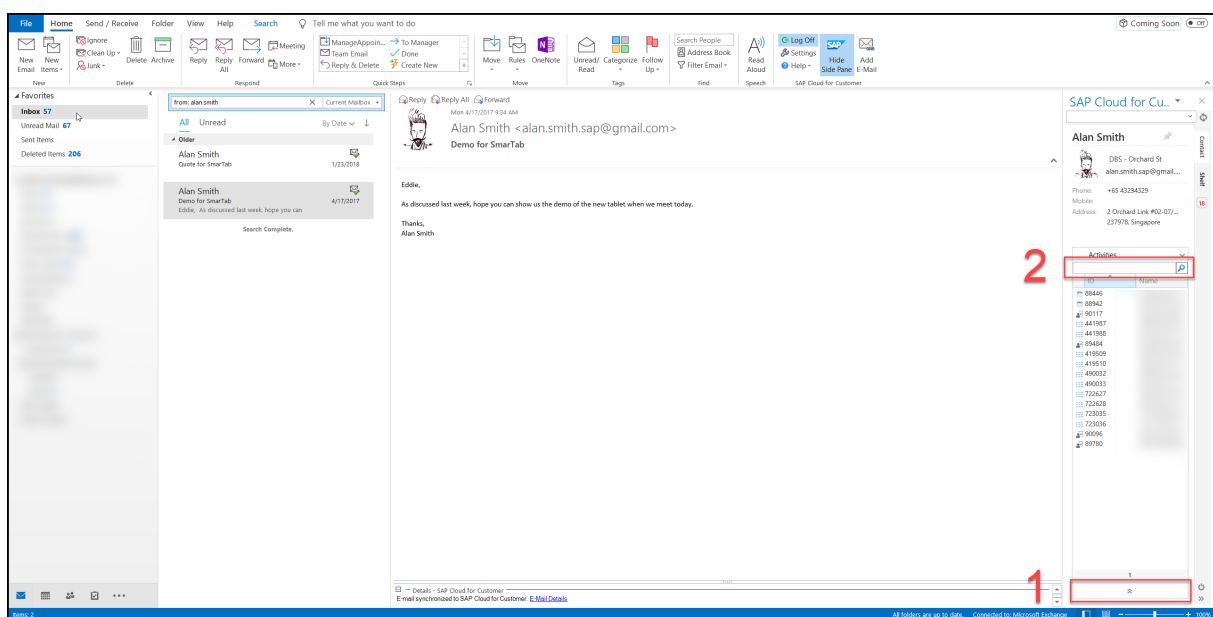 File Home Send / Receive Folder View Help Search Tell me what you want to do Coming Soon Off
New Email
New Items
New
Ignore
Clean Up
Junk
Delete
Archive
Delete
Reply
Reply All
Forward
Meeting
More
Respond
ManageAppoin... To Manager
Team Email Done
Reply & Delete Create New
Quick Steps
Move
Rules
OneNote
Move
Unread/ Read
Categorize
Follow Up
Tags
Search People
Address Book
Filter Email
Find
Read Aloud
Speech
Log Off
Settings
Help
SAP
Hide Side Pane
Add E-Mail
SAP Cloud for Customer
Favorites
Inbox 57
Unread Mail 67
Sent Items
Deleted Items 206
from: alan.smith Current Mailbox
All Unread By Date
Older
Alan Smith
Quote for SmarTab 1/23/2018
Alan Smith
Demo for SmarTab 4/17/2017
Eddie, As discussed last week, hope you can
Search Complete.
Reply Reply All Forward
Mon 4/17/2017 9:34 AM
Alan Smith <alan.smith.sap@gmail.com>
Demo for SmarTab
Eddie,
As discussed last week, hope you can show us the demo of the new tablet when we meet today.
Thanks,
Alan Smith
Details - SAP Cloud for Customer
E-mail synchronized to SAP Cloud for Customer. E-Mail Details
SAP Cloud for Cu..
Alan Smith
DBS - Orchard St
alan.smith.sap@gmail....
Phone: +65 43294329
Mobile:
Address: 2 Orchard Link #02-07/...
237978, Singapore
Contact
Shelf
18
Activities
2
ID Name
88446
88942
90117
441987
441988
89484
419509
419510
490032
490033
722627
722628
723035
723036
90096
89780
1
1
Items: 2 All folders are up to date. Connected to: Microsoft Exchange 100%